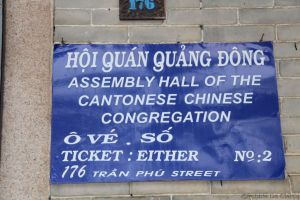 176
HỘI QUÁN QUẢNG ĐÔNG
ASSEMBLY HALL OF THE
CANTONESE CHINESE
CONGREGATION
Ô VÉ . SỐ
TICKET : EITHER Nº:2
176 TRẦN PHÚ STREET